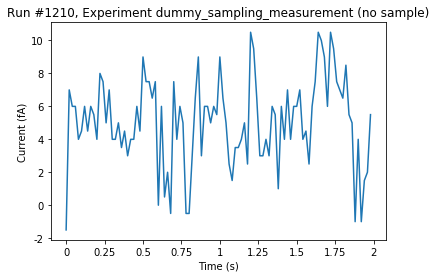 Run #1210, Experiment dummy_sampling_measurement (no sample)
Current (fA)
10
8
6
4
2
0
-2
0 0.25 0.5 0.75 1 1.25 1.5 1.75 2
Time (s)